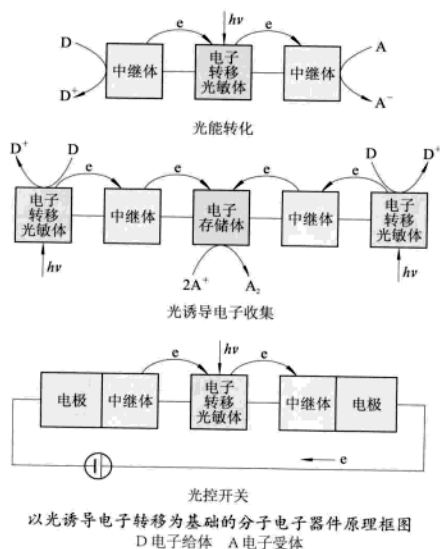 D e hν e A
中继体 电子
转移
光敏体 中继体
D⁺ A⁻
光能转化
D⁺ D e e e e D D⁺
电子
转移
光敏体 中继体 电子
存储体 中继体 电子
转移
光敏体
hν 2A⁺ A₂ hν
光诱导电子收集
e hν e
电极 中继体 电子
转移
光敏体 中继体 电极
e
光控开关
以光诱导电子转移为基础的分子电子器件原理框图
D 电子给体 A 电子受体